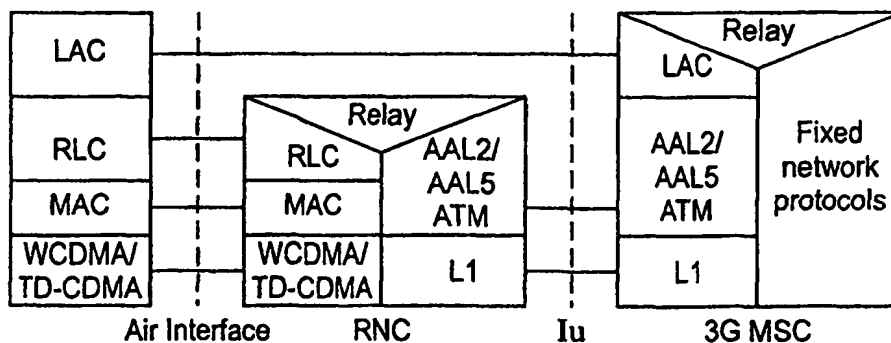 LAC
RLC
MAC
WCDMA/
TD-CDMA
Air Interface
Relay
RLC
MAC
WCDMA/
TD-CDMA
AAL2/
AAL5
ATM
L1
RNC
Iu
Relay
LAC
AAL2/
AAL5
ATM
L1
Fixed
network
protocols
3G MSC